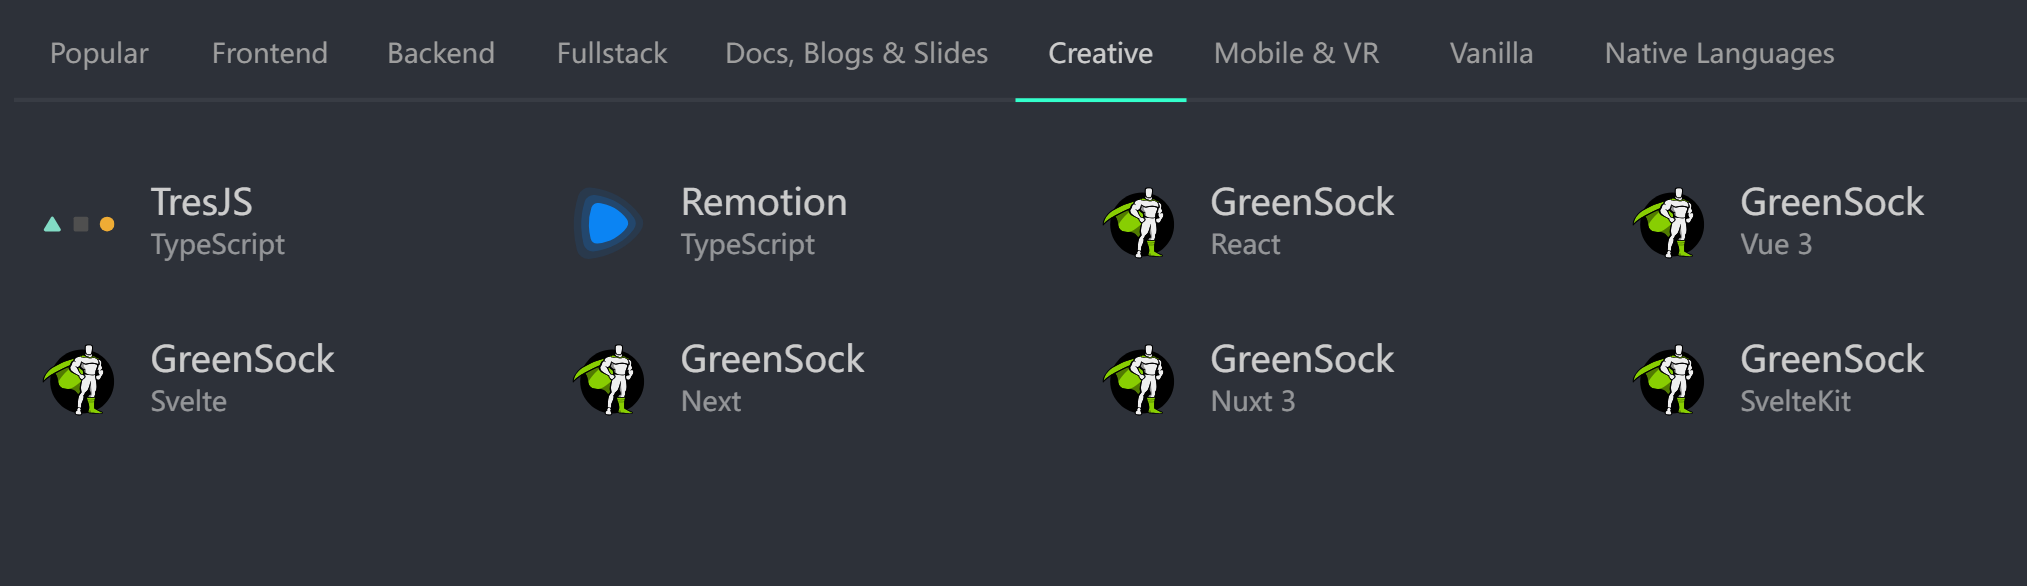 Popular Frontend Backend Fullstack Docs, Blogs & Slides Creative Mobile & VR Vanilla Native Languages
TresJS
TypeScript
Remotion
TypeScript
GreenSock
React
GreenSock
Vue 3
GreenSock
Svelte
GreenSock
Next
GreenSock
Nuxt 3
GreenSock
SvelteKit